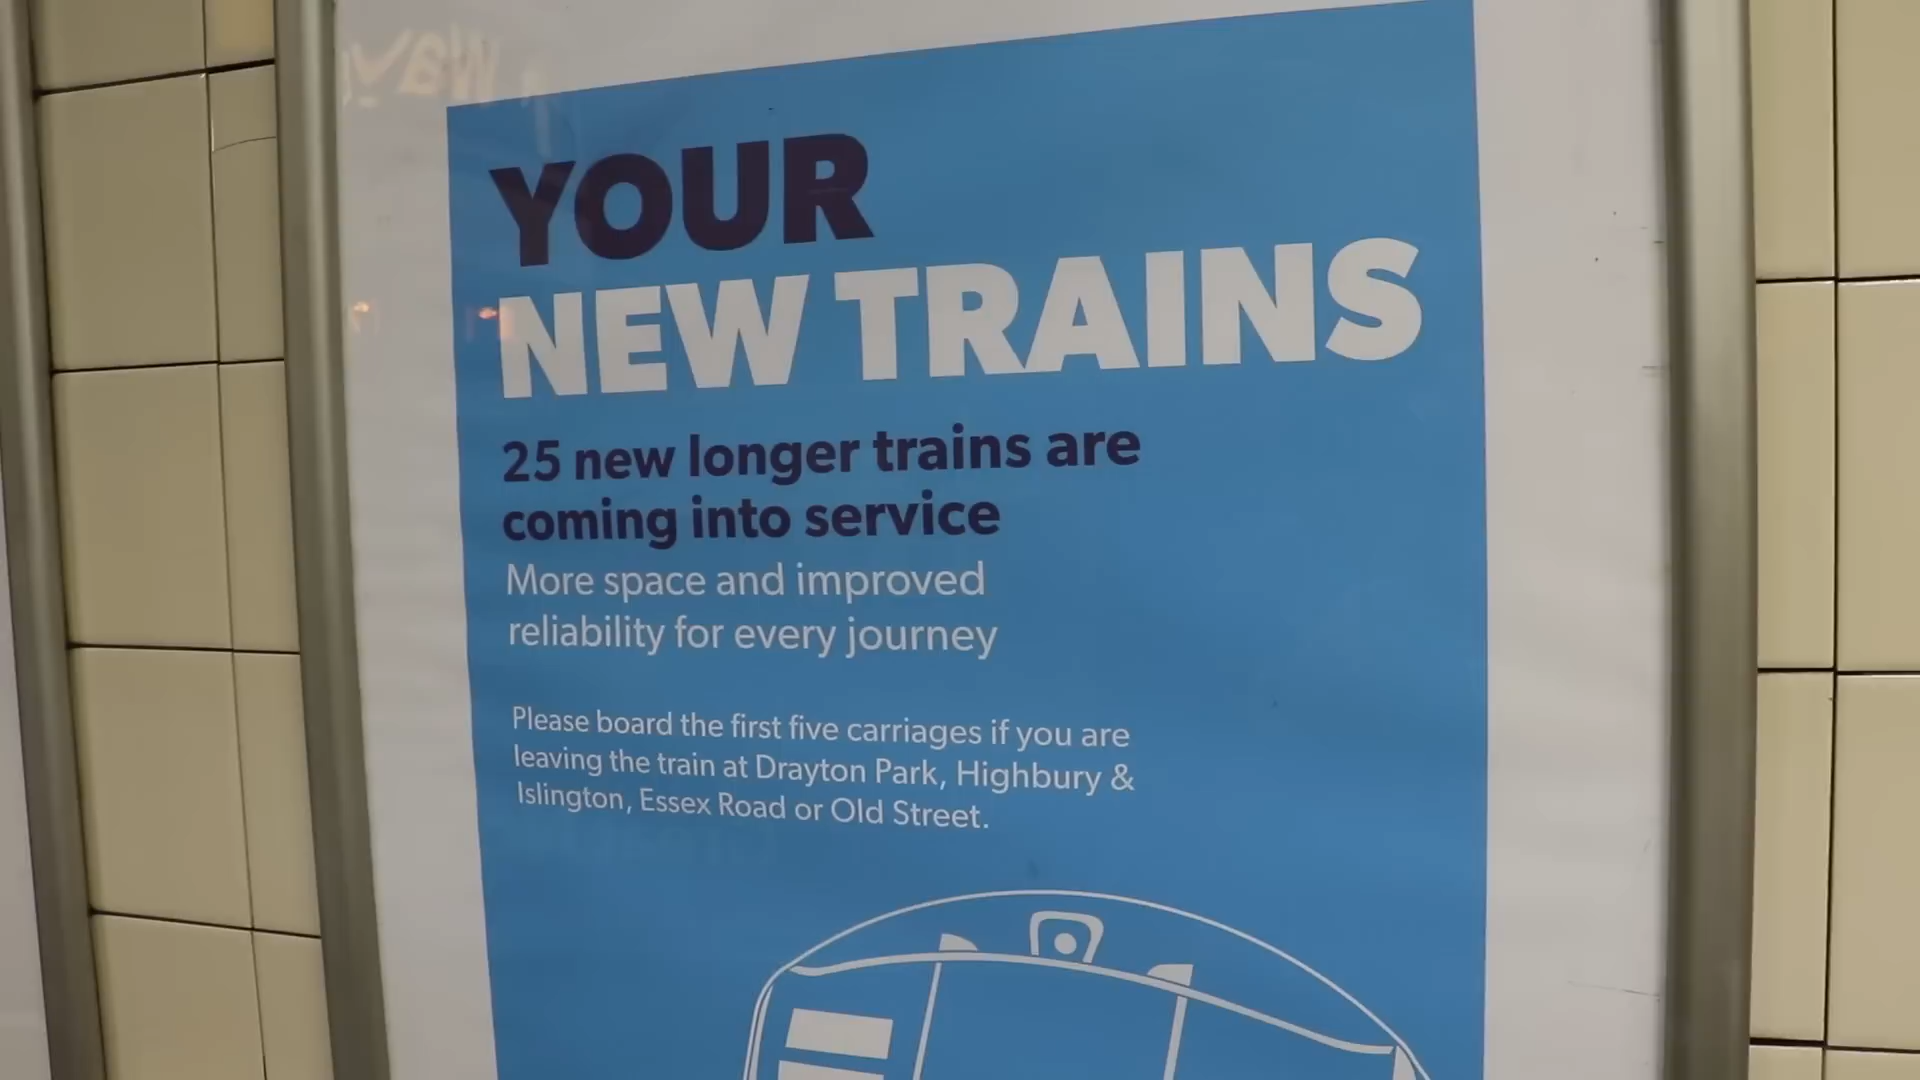 YOUR
NEW TRAINS
25 new longer trains are
coming into service
More space and improved
reliability for every journey
Please board the first five carriages if you are
leaving the train at Drayton Park, Highbury &
Islington, Essex Road or Old Street.